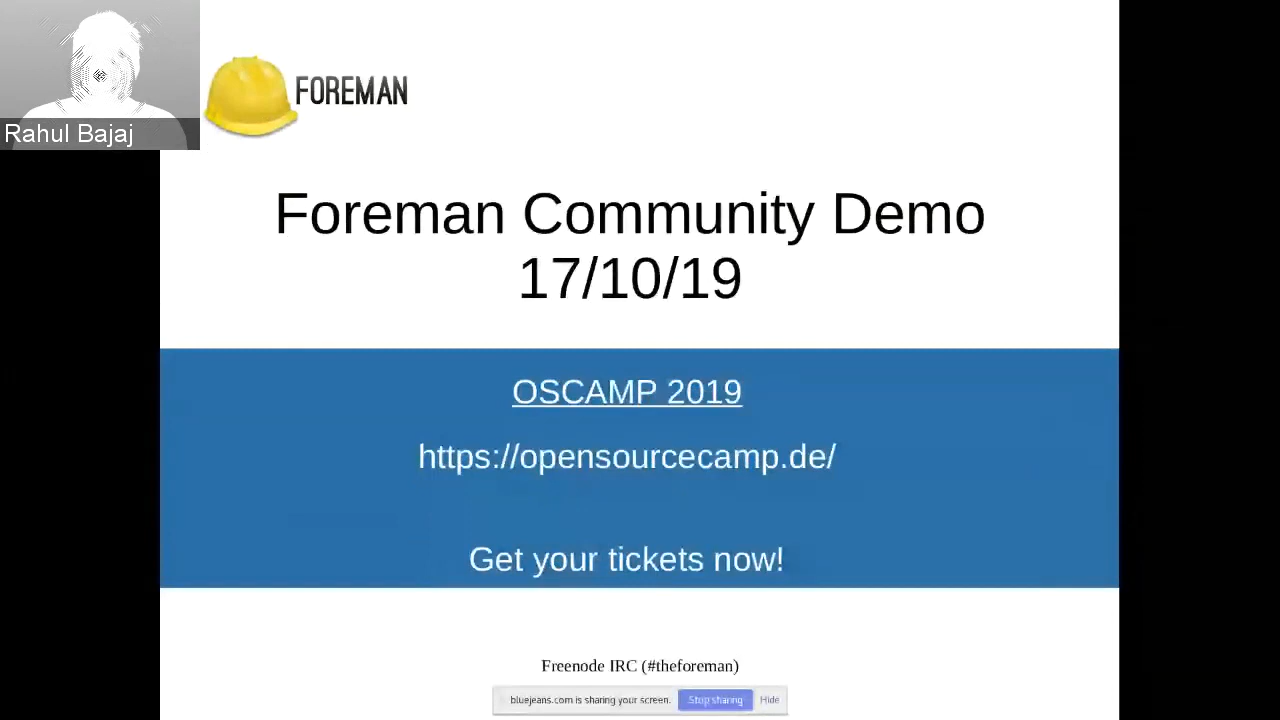 Rahul Bajaj
FOREMAN
Foreman Community Demo
17/10/19
OSCAMP 2019
https://opensourcecamp.de/
Get your tickets now!
Freenode IRC (#theforeman)
bluejeans.com is sharing your screen. Stop sharing Hide